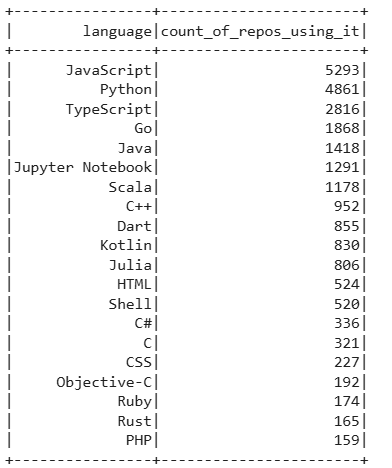 +----------------+-----------------------+
|        language|count_of_repos_using_it|
+----------------+-----------------------+
|      JavaScript|                   5293|
|          Python|                   4861|
|      TypeScript|                   2816|
|              Go|                   1868|
|            Java|                   1418|
|Jupyter Notebook|                   1291|
|           Scala|                   1178|
|             C++|                    952|
|            Dart|                    855|
|          Kotlin|                    830|
|           Julia|                    806|
|            HTML|                    524|
|           Shell|                    520|
|              C#|                    336|
|               C|                    321|
|             CSS|                    227|
|     Objective-C|                    192|
|            Ruby|                    174|
|            Rust|                    165|
|             PHP|                    159|
+----------------+-----------------------+